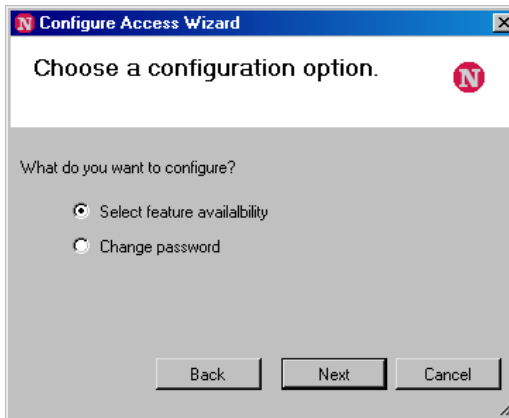 N Configure Access Wizard
Choose a configuration option.
N
What do you want to configure?
Select feature availalbility
Change password
Back Next Cancel